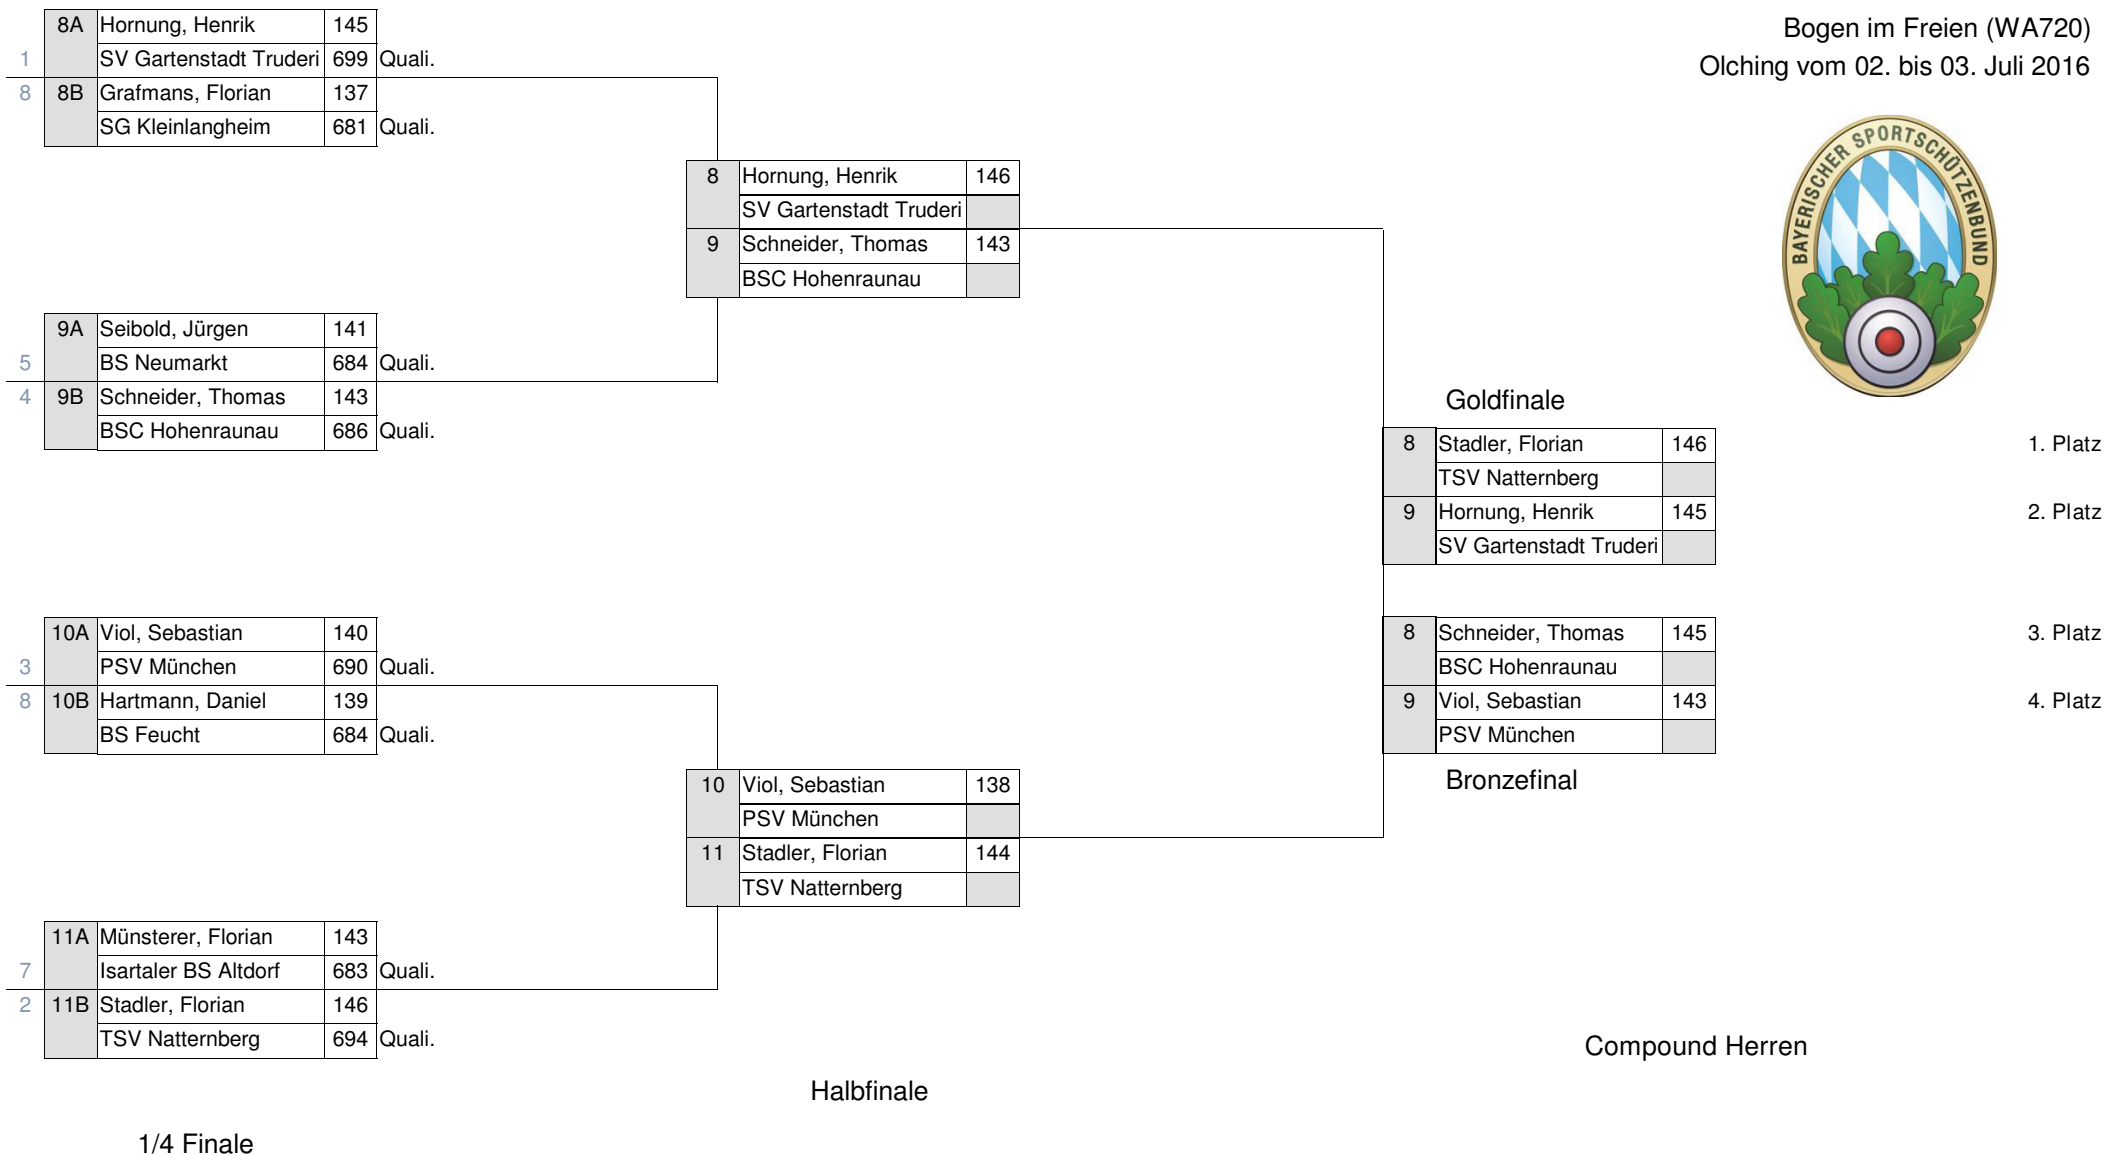 Bogen im Freien (WA720)
Olching vom 02. bis 03. Juli 2016
BAYERISCHER SPORTSCHÜTZENBUND
8A Hornung, Henrik 145
1 SV Gartenstadt Truderi 699 Quali.
8 8B Grafmans, Florian 137
SG Kleinlangheim 681 Quali.
9A Seibold, Jürgen 141
5 BS Neumarkt 684 Quali.
4 9B Schneider, Thomas 143
BSC Hohenraunau 686 Quali.
10A Viol, Sebastian 140
3 PSV München 690 Quali.
8 10B Hartmann, Daniel 139
BS Feucht 684 Quali.
11A Münsterer, Florian 143
7 Isartaler BS Altdorf 683 Quali.
2 11B Stadler, Florian 146
TSV Natternberg 694 Quali.
1/4 Finale
8 Hornung, Henrik 146
SV Gartenstadt Truderi
9 Schneider, Thomas 143
BSC Hohenraunau
10 Viol, Sebastian 138
PSV München
11 Stadler, Florian 144
TSV Natternberg
Halbfinale
Goldfinale
8 Stadler, Florian 146 1. Platz
TSV Natternberg
9 Hornung, Henrik 145 2. Platz
SV Gartenstadt Truderi
8 Schneider, Thomas 145 3. Platz
BSC Hohenraunau
9 Viol, Sebastian 143 4. Platz
PSV München
Bronzefinal
Compound Herren